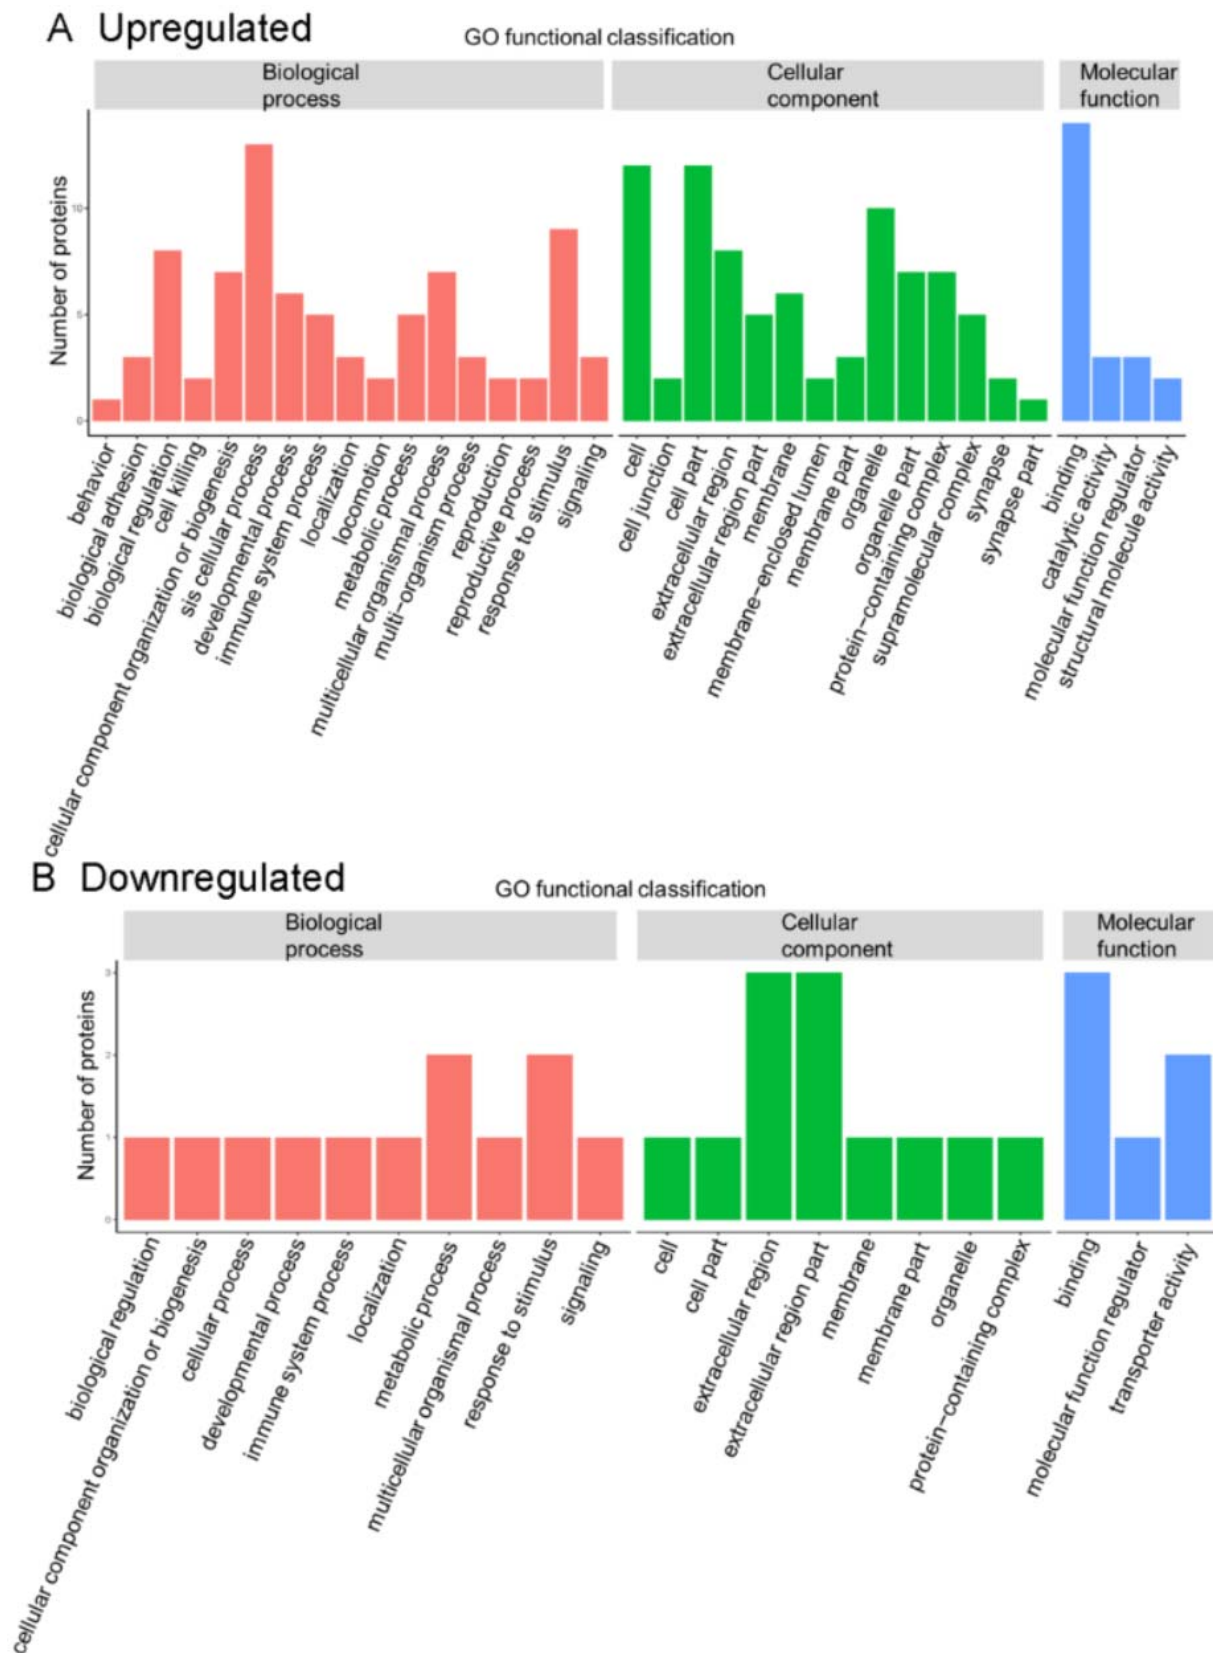 A Upregulated
GO functional classification
Biological
process
Cellular
component
Molecular
function
Number of proteins
10
5
0
behavior
biological adhesion
biological regulation
cell killing
cellular component organization or biogenesis
sis cellular process
developmental process
immune system process
localization
locomotion
metabolic process
multicellular organismal process
multi-organism process
reproduction
reproductive process
response to stimulus
signaling
cell
cell junction
cell part
extracellular region
extracellular region part
membrane
membrane-enclosed lumen
membrane part
organelle
organelle part
protein-containing complex
supramolecular complex
synapse
synapse part
binding
catalytic activity
molecular function regulator
structural molecule activity
B Downregulated
GO functional classification
Biological
process
Cellular
component
Molecular
function
Number of proteins
3
2
1
0
biological regulation
cellular component organization or biogenesis
cellular process
developmental process
immune system process
localization
metabolic process
multicellular organismal process
response to stimulus
signaling
cell
cell part
extracellular region
extracellular region part
membrane
membrane part
organelle
protein-containing complex
binding
molecular function regulator
transporter activity